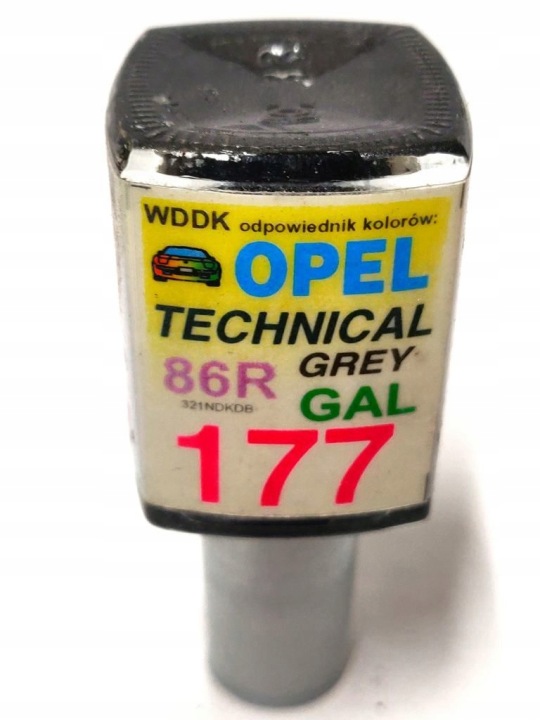 WDDK odpowiednik kolorów:
OPEL
TECHNICAL
86R GREY
321NDKDB GAL
177